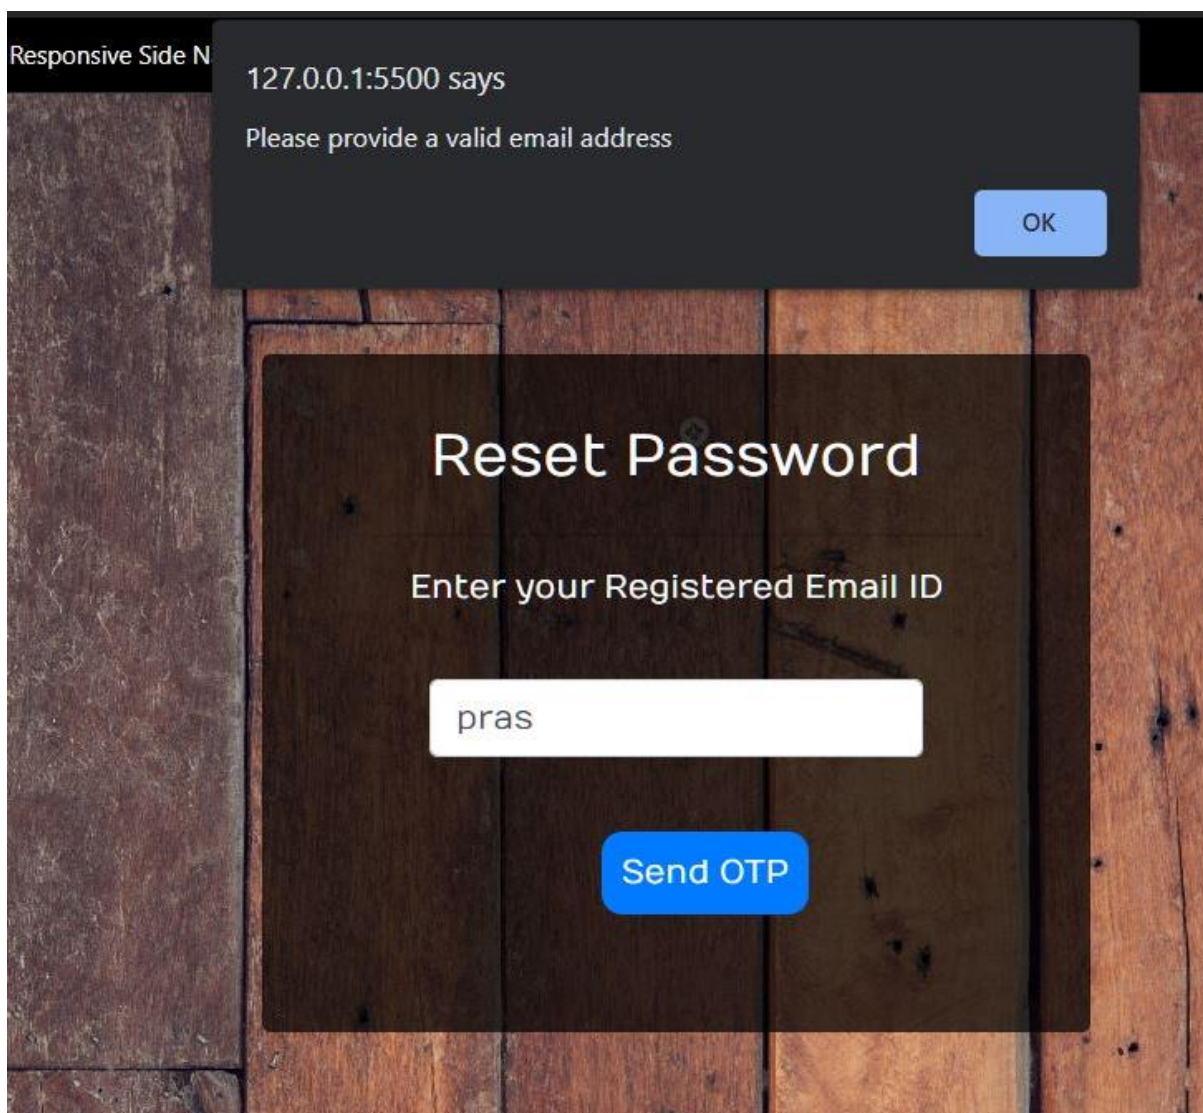 Responsive Side N
127.0.0.1:5500 says
Please provide a valid email address
OK
Reset Password
Enter your Registered Email ID
pras
Send OTP